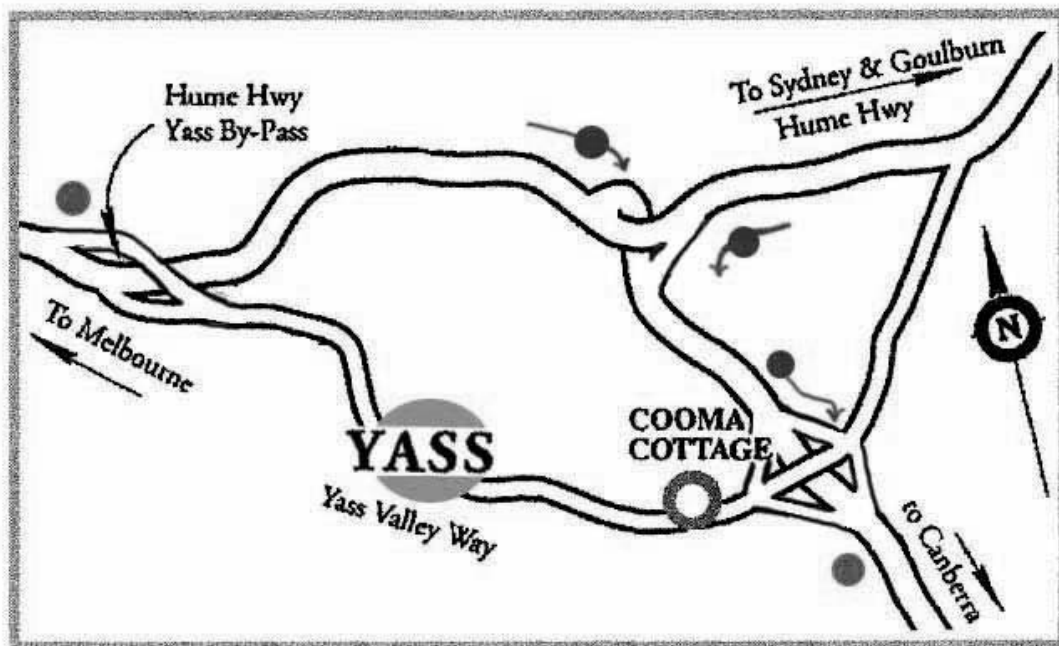 Hume Hwy
Yass By-Pass
To Sydney & Goulburn
Hume Hwy
To Melbourne
YASS
Yass Valley Way
COOMA
COTTAGE
N
to Canberra